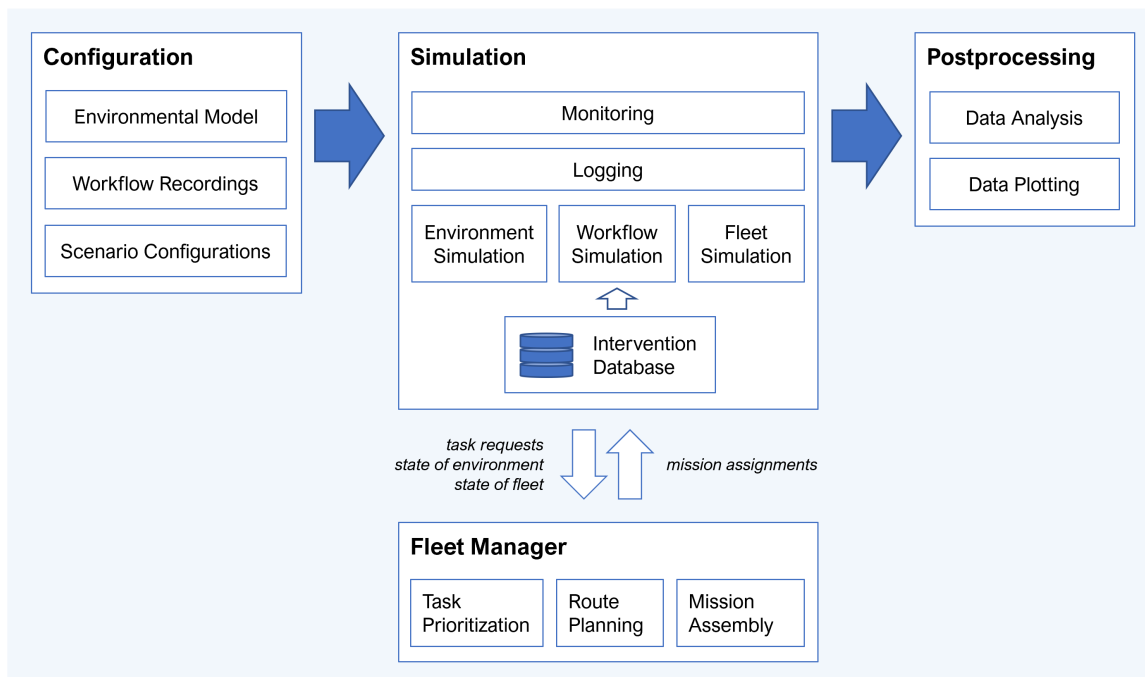 Configuration
Environmental Model
Workflow Recordings
Scenario Configurations
Simulation
Monitoring
Logging
Environment
Simulation
Workflow
Simulation
Fleet
Simulation
Intervention
Database
Postprocessing
Data Analysis
Data Plotting
task requests
state of environment
state of fleet
mission assignments
Fleet Manager
Task
Prioritization
Route
Planning
Mission
Assembly